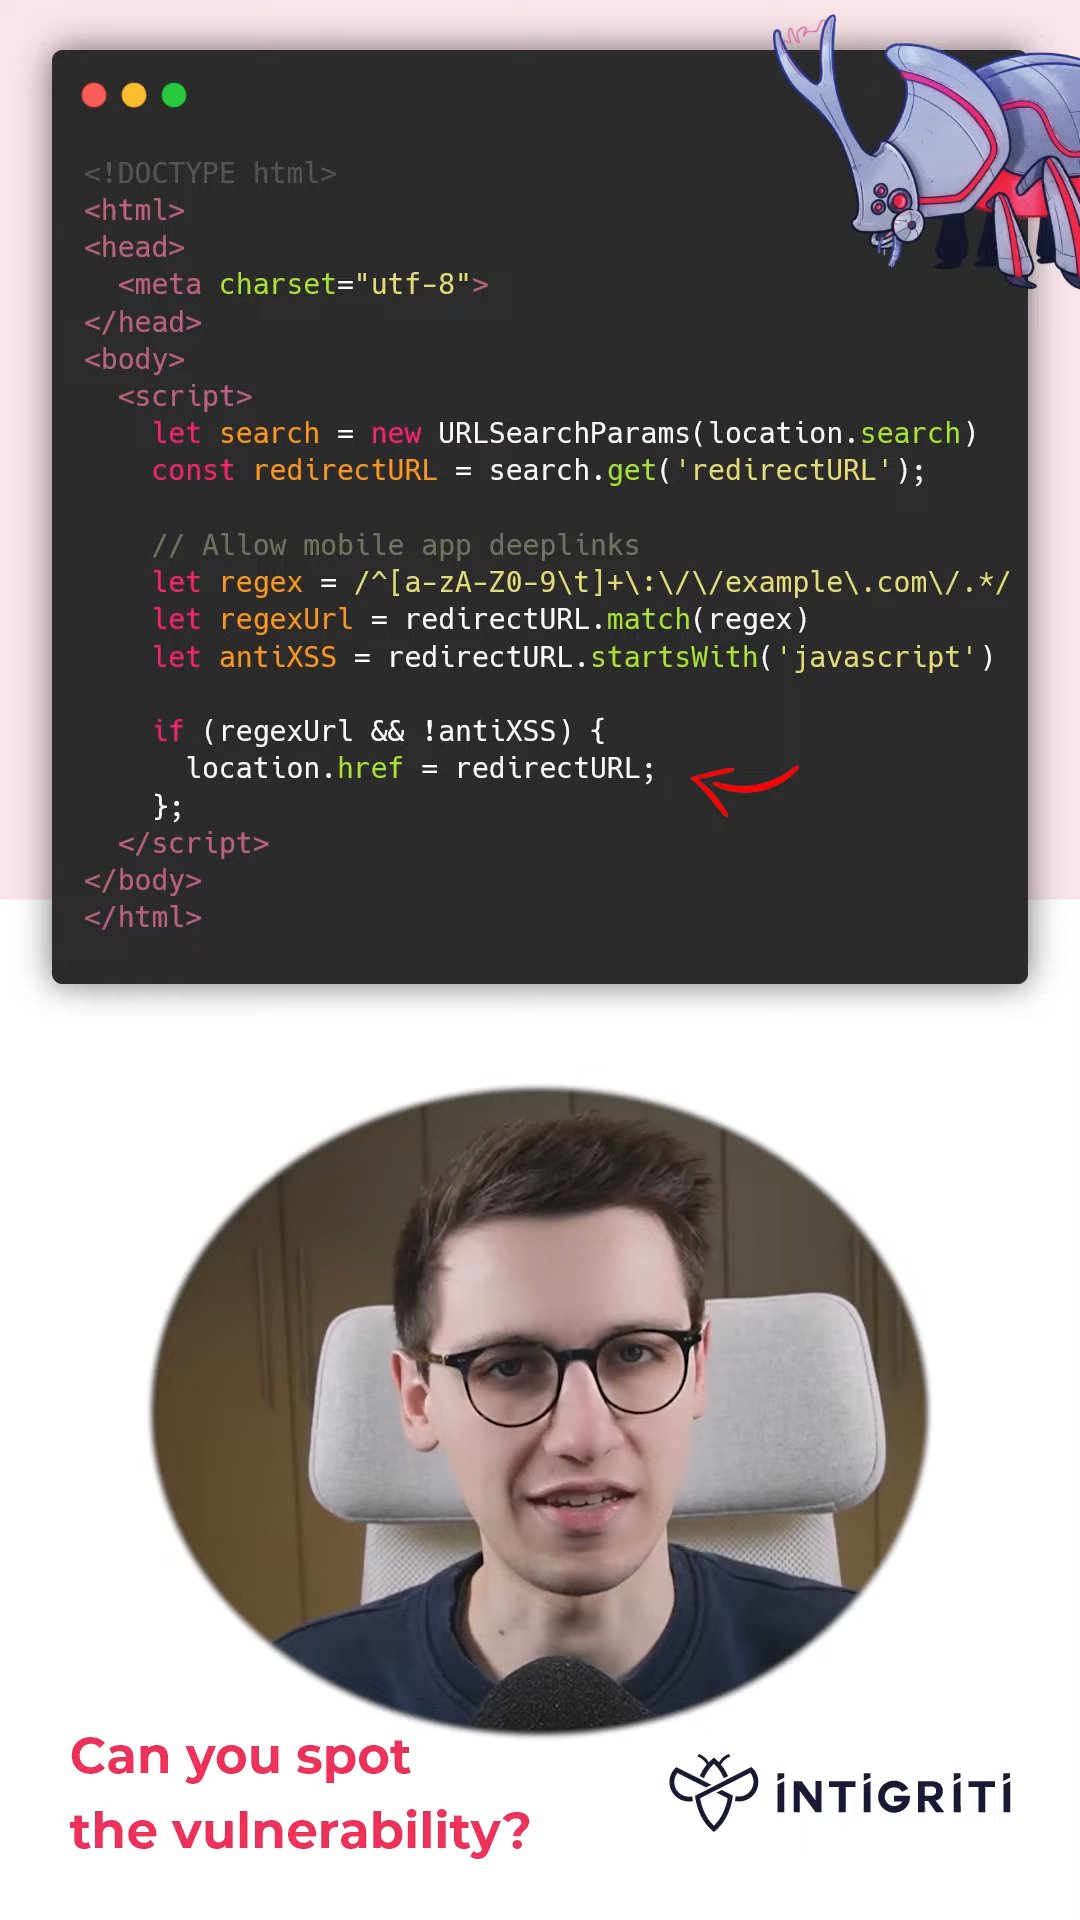 <!DOCTYPE html>
<html>
<head>
  <meta charset="utf-8">
</head>
<body>
  <script>
    let search = new URLSearchParams(location.search)
    const redirectURL = search.get('redirectURL');

    // Allow mobile app deeplinks
    let regex = /^[a-zA-Z0-9\t]+\:\/\/example\.com\/.*/
    let regexUrl = redirectURL.match(regex)
    let antiXSS = redirectURL.startsWith('javascript')

    if (regexUrl && !antiXSS) {
      location.href = redirectURL;
    };
  </script>
</body>
</html>
Can you spot
the vulnerability?
INTIGRITI